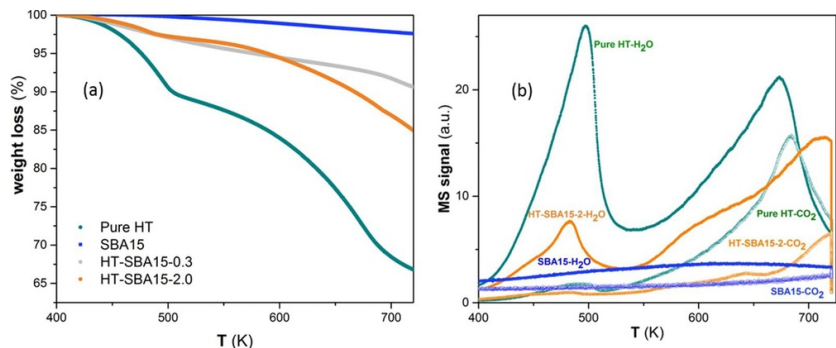 100
95
90
85
80
75
70
65
400
500
600
700
weight loss (%)
T (K)
(a)
Pure HT
SBA15
HT-SBA15-0.3
HT-SBA15-2.0
20
10
0
400
500
600
700
MS signal (a.u.)
T (K)
(b)
Pure HT-H₂O
HT-SBA15-2-H₂O
SBA15-H₂O
Pure HT-CO₂
HT-SBA15-2-CO₂
SBA15-CO₂